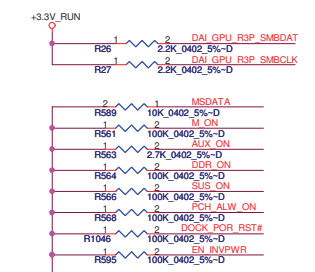 +3.3V_RUN
1 2 DAI_GPU_R3P_SMBDAT
R26 2.2K_0402_5%~D
1 2 DAI_GPU_R3P_SMBCLK
R27 2.2K_0402_5%~D
2 1 MSDATA
R589 10K_0402_5%~D
1 2 M_ON
R561 100K_0402_5%~D
1 2 AUX_ON
R563 2.7K_0402_5%~D
1 2 DDR_ON
R564 100K_0402_5%~D
1 2 SUS_ON
R566 100K_0402_5%~D
1 2 PCH_ALW_ON
R568 100K_0402_5%~D
1 2 DOCK_POR_RST#
R1046 100K_0402_5%~D
1 2 EN_INVPWR
R595 100K_0402_5%~D